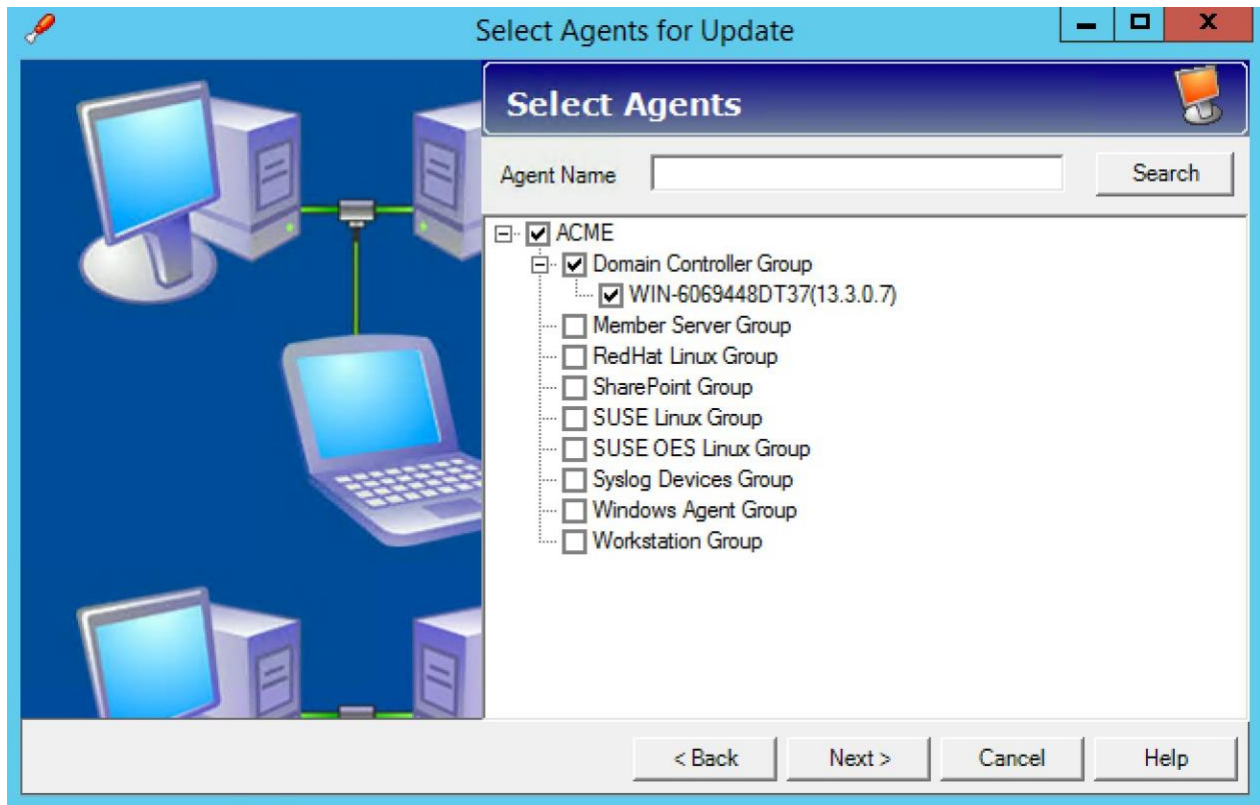 Select Agents for Update
Select Agents
Agent Name
Search
ACME
Domain Controller Group
WIN-6069448DT37(13.3.0.7)
Member Server Group
RedHat Linux Group
SharePoint Group
SUSE Linux Group
SUSE OES Linux Group
Syslog Devices Group
Windows Agent Group
Workstation Group
< Back Next > Cancel Help